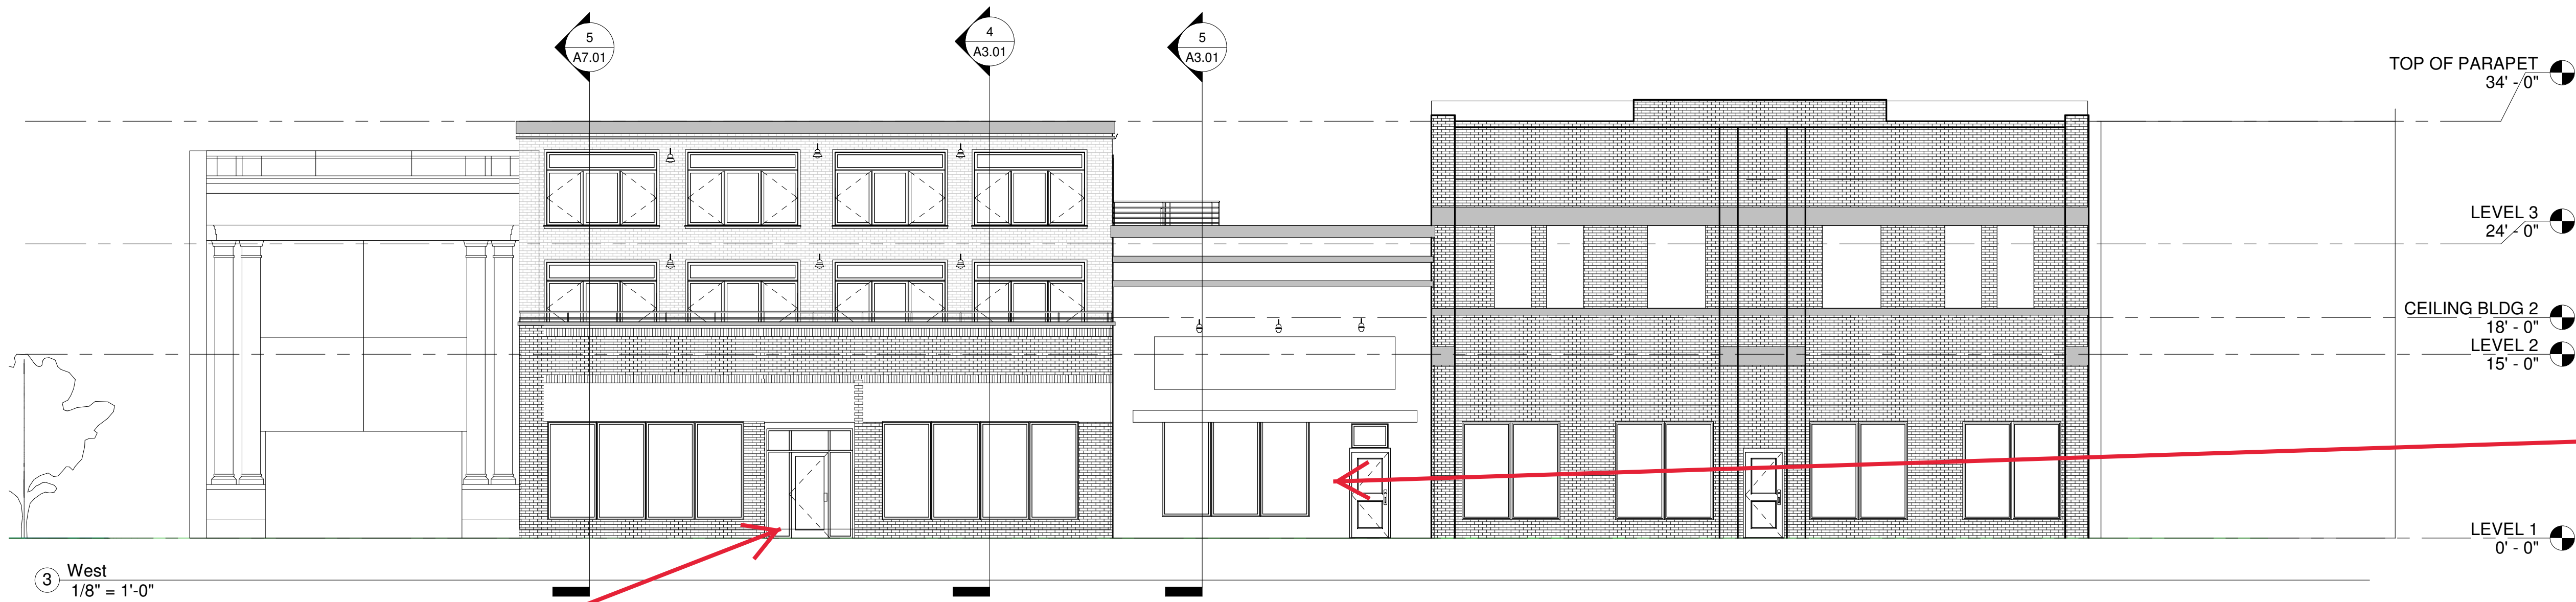 5
A7.01
4
A3.01
5
A3.01
TOP OF PARAPET
34' - 0"
LEVEL 3
24' - 0"
CEILING BLDG 2
18' - 0"
LEVEL 2
15' - 0"
LEVEL 1
0' - 0"
3 West
1/8" = 1'-0"